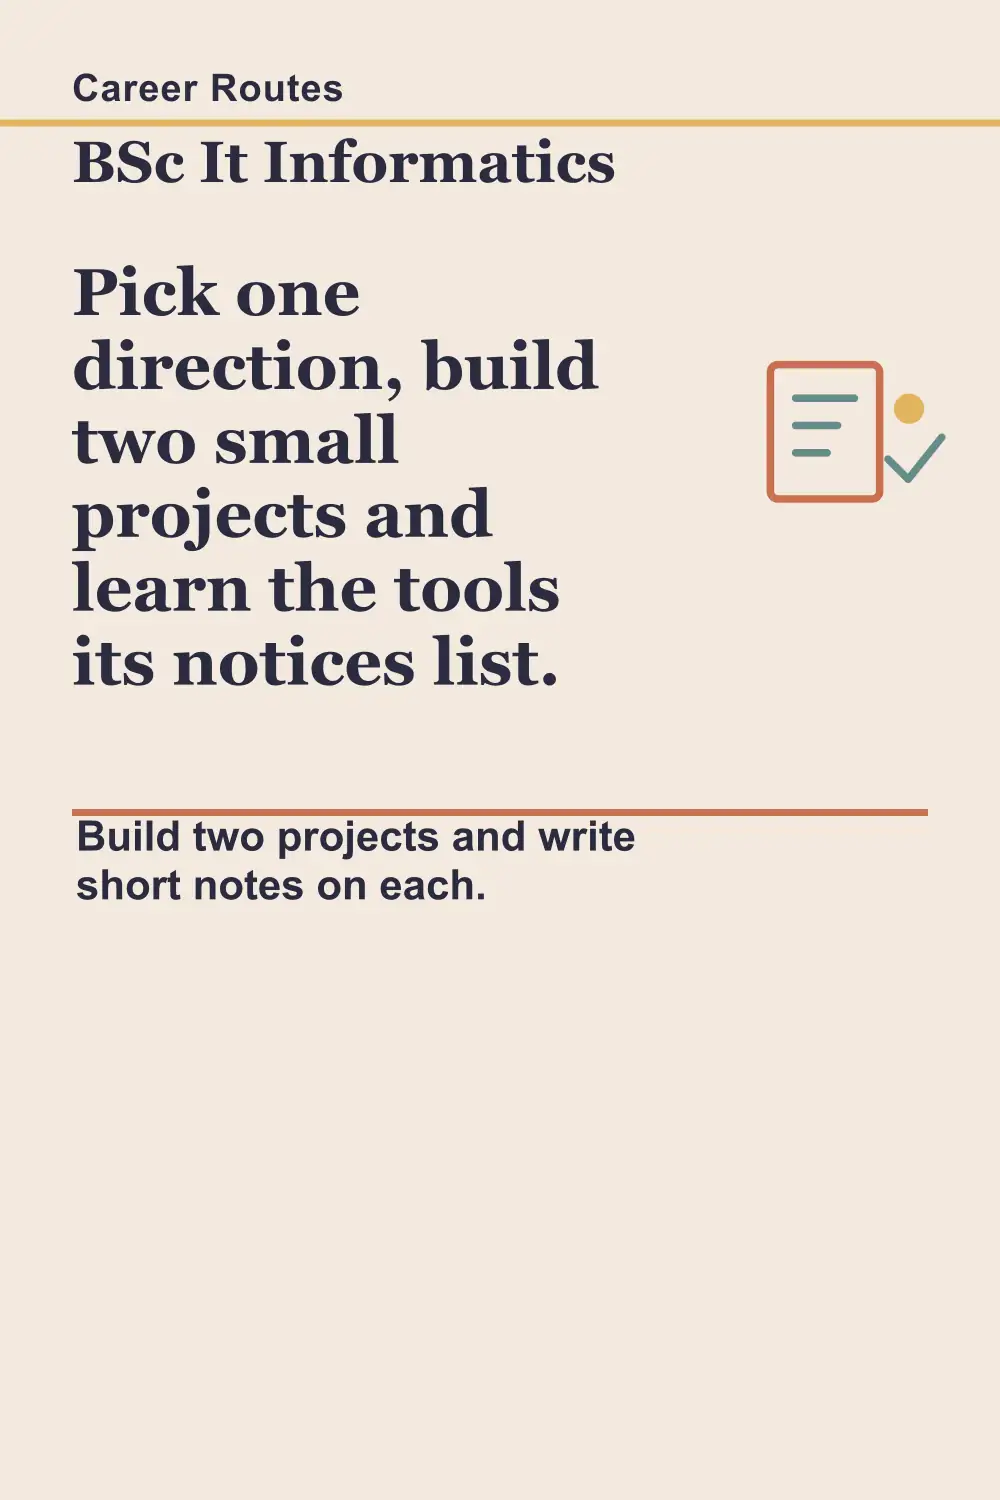 Career Routes
BSc It Informatics
Pick one
direction, build
two small
projects and
learn the tools
its notices list.
Build two projects and write
short notes on each.